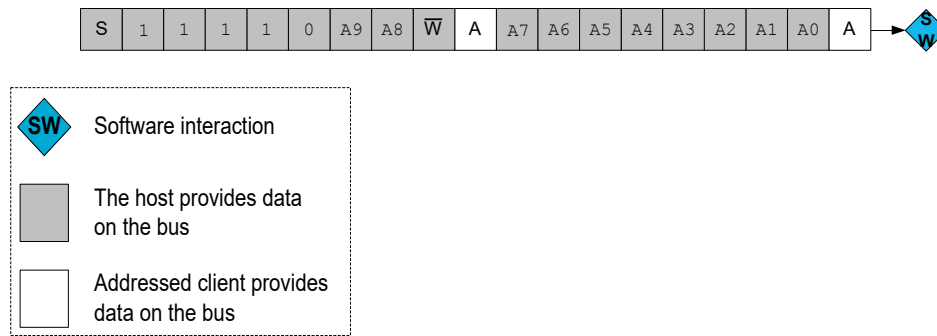 S 1 1 1 1 0 A9 A8 W̅ A A7 A6 A5 A4 A3 A2 A1 A0 A S
W
SW Software interaction
The host provides data
on the bus
Addressed client provides
data on the bus